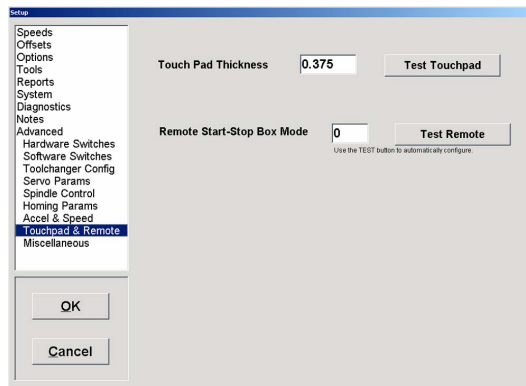 Setup
Speeds
Offsets
Options
Tools
Reports
System
Diagnostics
Notes
Advanced
Hardware Switches
Software Switches
Toolchanger Config
Servo Params
Spindle Control
Homing Params
Accel & Speed
Touchpad & Remote
Miscellaneous
OK
Cancel
Touch Pad Thickness 0.375 Test Touchpad
Remote Start-Stop Box Mode 0 Test Remote
Use the TEST button to automatically configure.